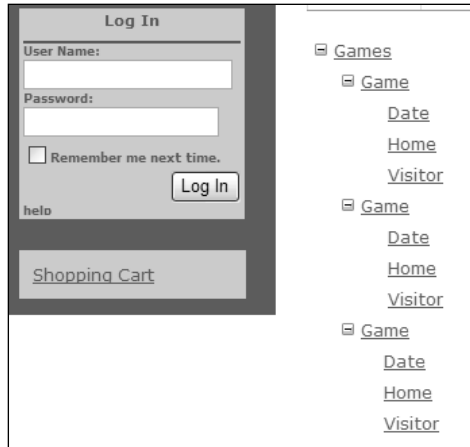 Log In
User Name:
Password:
Remember me next time.
Log In
help
Shopping Cart
Games
Game
Date
Home
Visitor
Game
Date
Home
Visitor
Game
Date
Home
Visitor